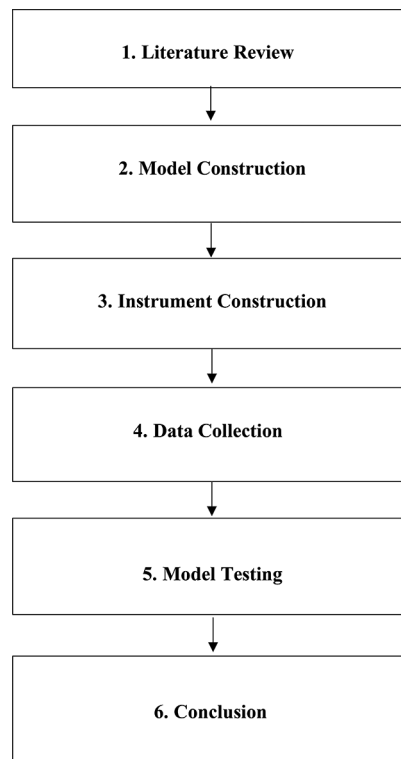 1. Literature Review
2. Model Construction
3. Instrument Construction
4. Data Collection
5. Model Testing
6. Conclusion